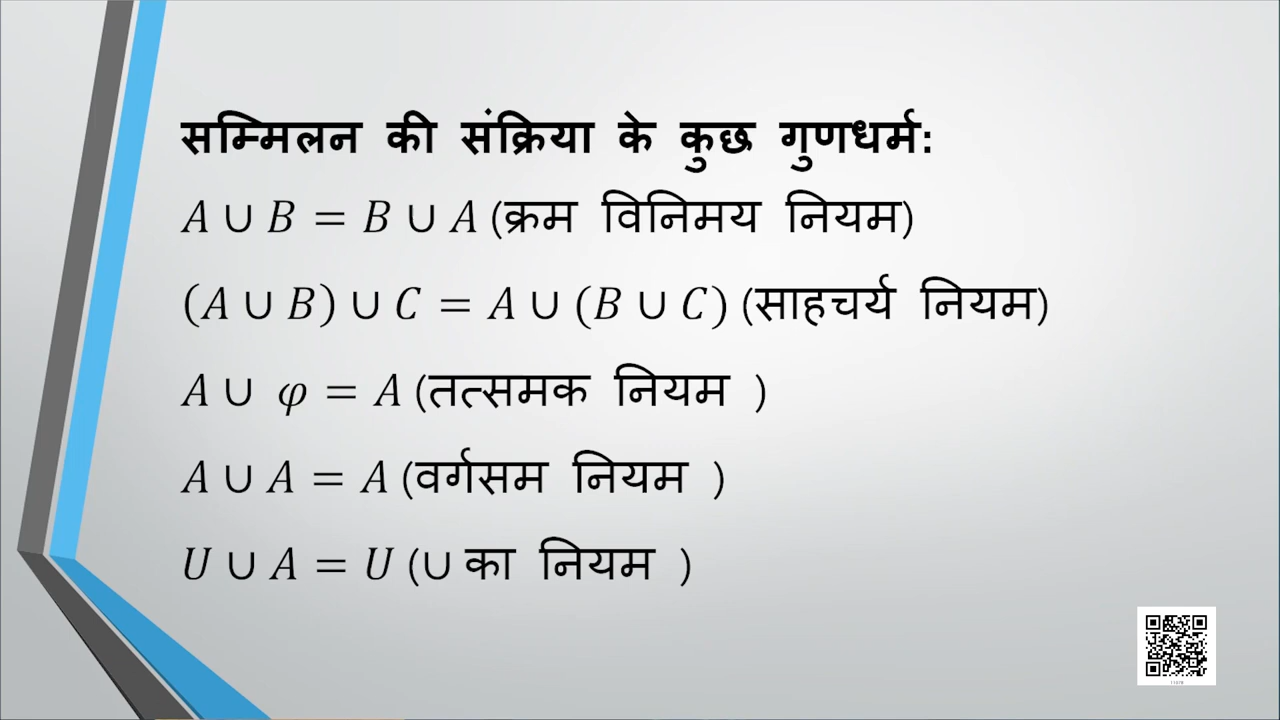 सम्मिलन की संक्रिया के कुछ गुणधर्म:
A ∪ B = B ∪ A (क्रम विनिमय नियम)
(A ∪ B) ∪ C = A ∪ (B ∪ C) (साहचर्य नियम)
A ∪ φ = A (तत्समक नियम )
A ∪ A = A (वर्गसम नियम )
U ∪ A = U (∪ का नियम )